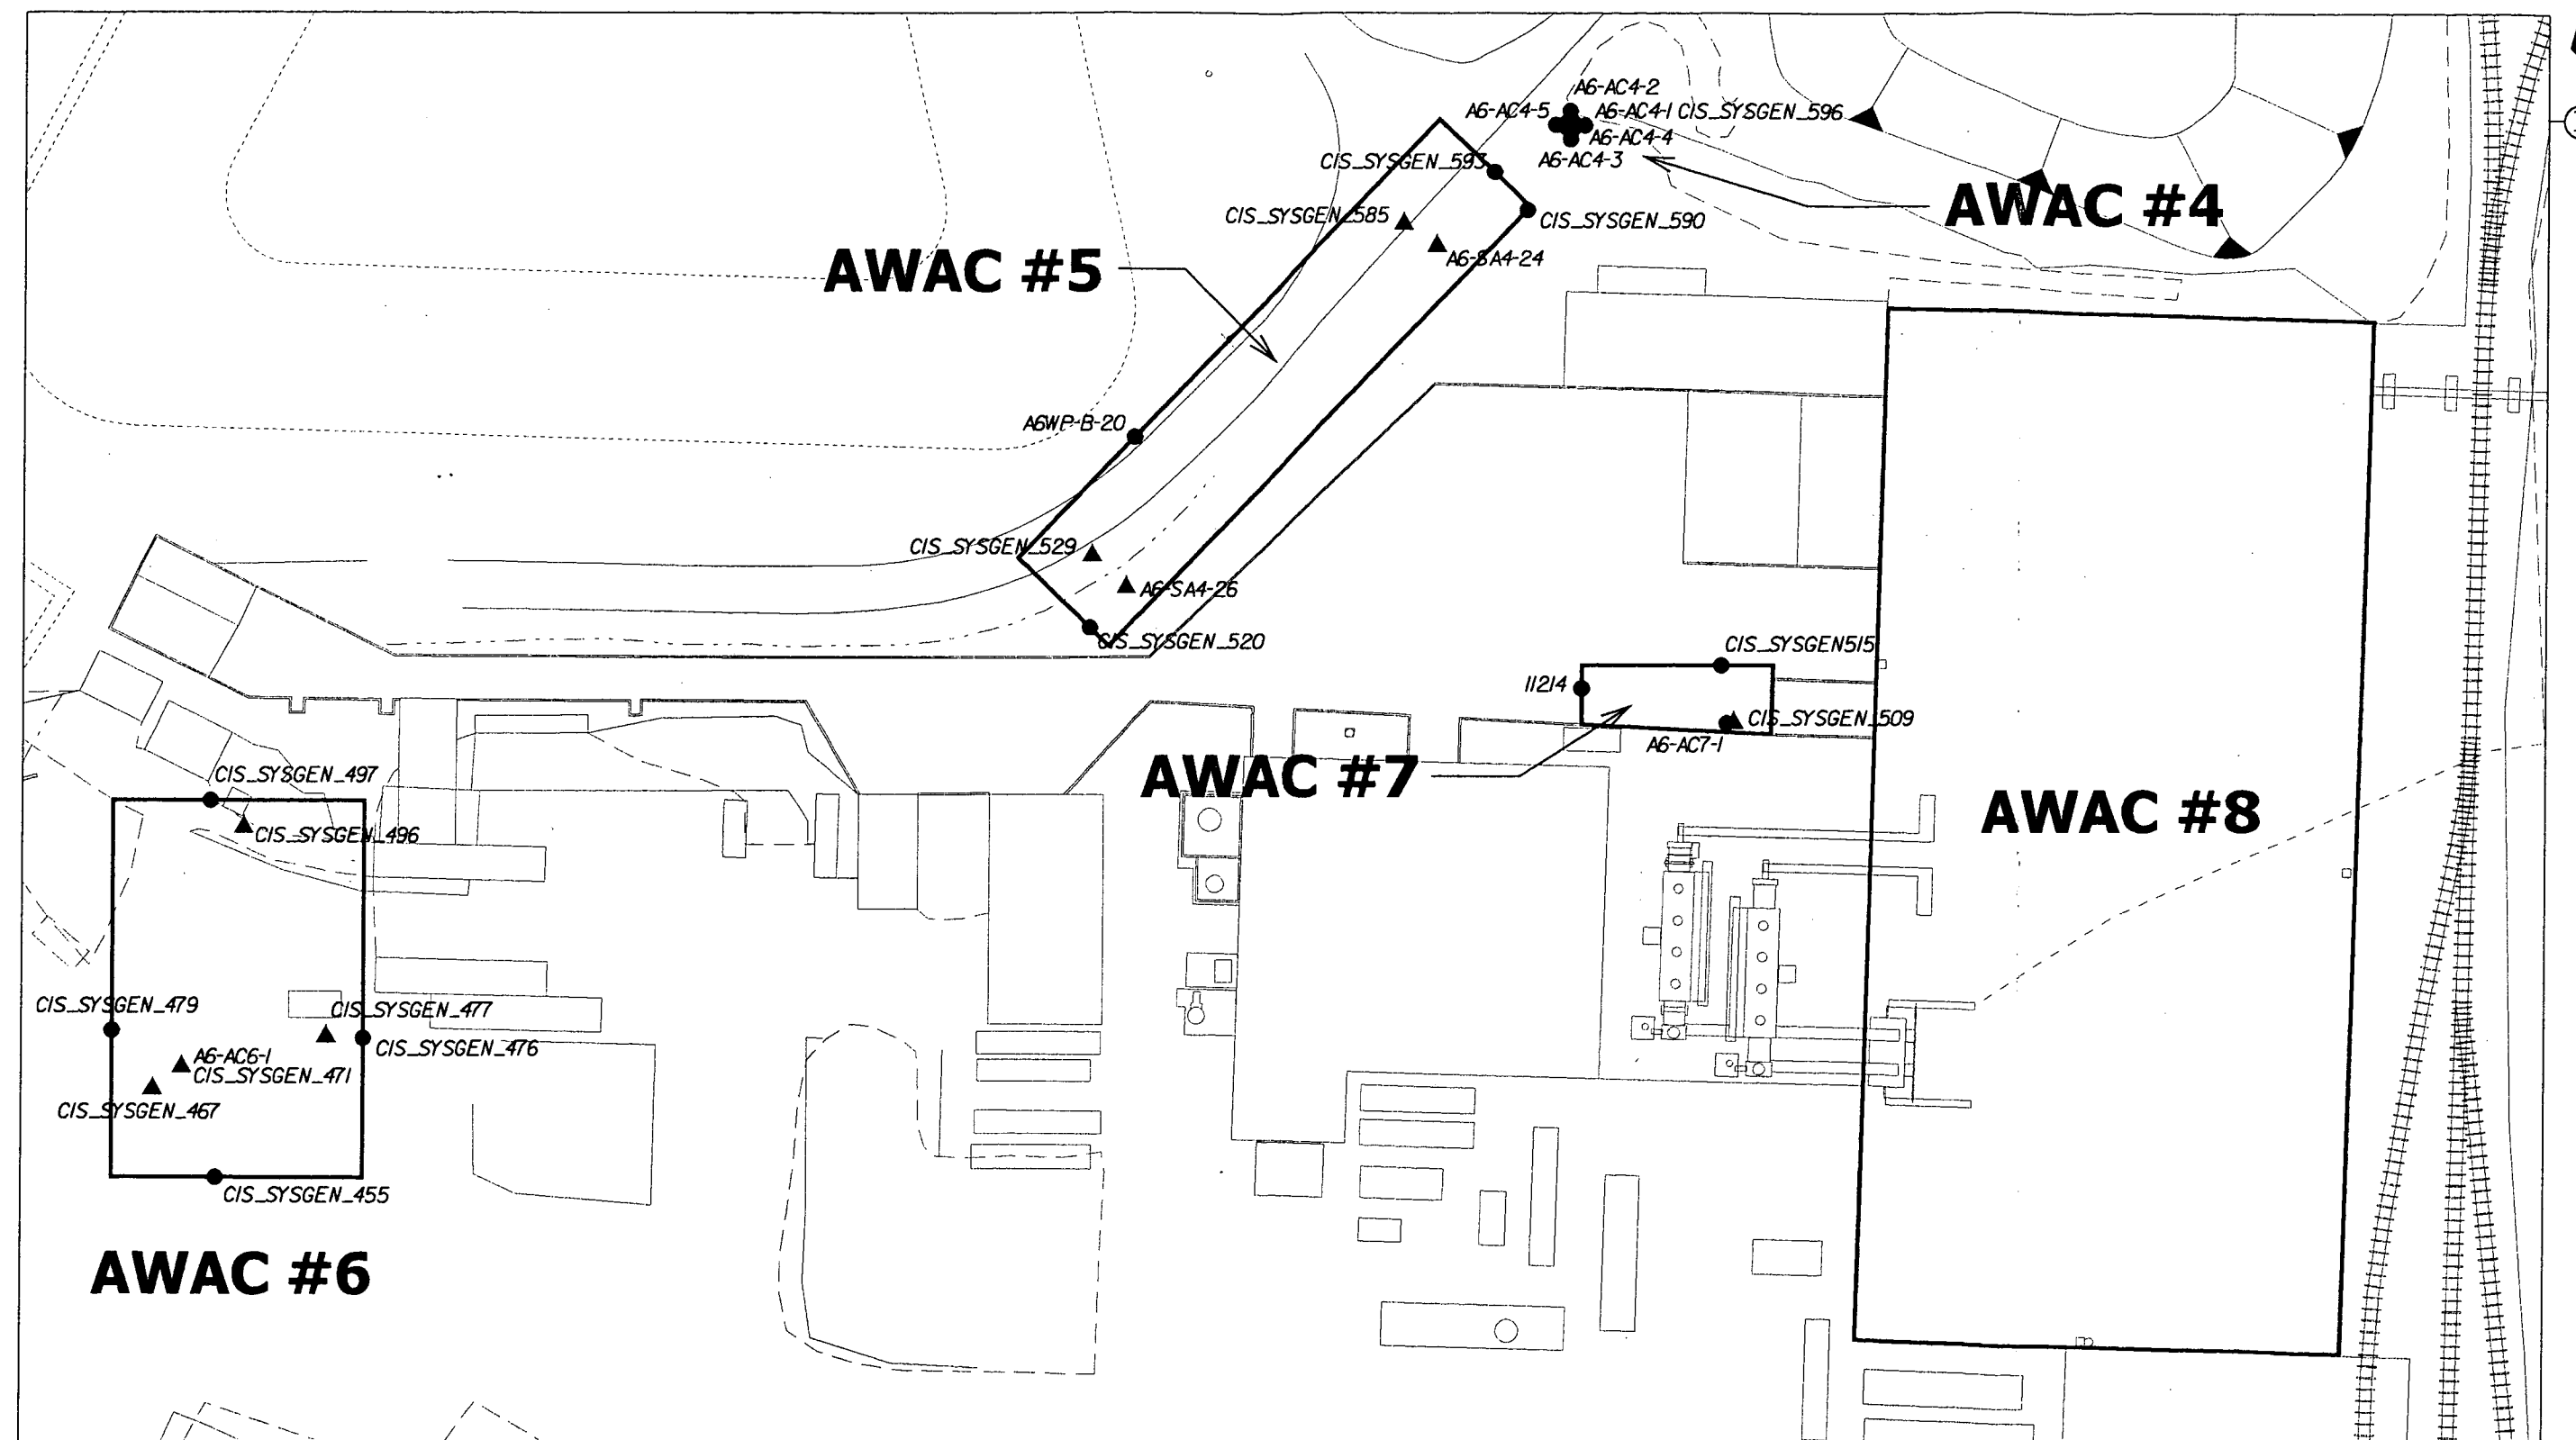 A6-AC4-2
A6-AC4-5
A6-AC4-1 CIS_SYSGEN_596
A6-AC4-4
A6-AC4-3
CIS_SYSGEN_593
AWAC #4
CIS_SYSGEN_585
CIS_SYSGEN_590
A6-SA4-24
AWAC #5
A6WP-B-20
CIS_SYSGEN_529
A6-SA4-26
CIS_SYSGEN_520
CIS_SYSGEN515
11214
CIS_SYSGEN_509
A6-AC7-1
AWAC #7
AWAC #8
CIS_SYSGEN_497
CIS_SYSGEN_496
CIS_SYSGEN_479
CIS_SYSGEN_477
CIS_SYSGEN_476
A6-AC6-1
CIS_SYSGEN_471
CIS_SYSGEN_467
CIS_SYSGEN_455
AWAC #6